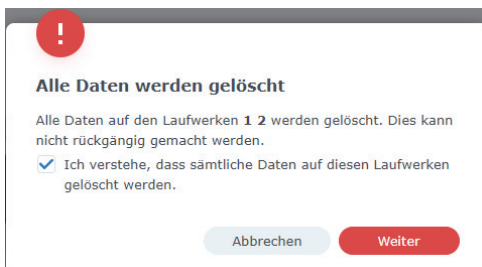 Alle Daten werden gelöscht
Alle Daten auf den Laufwerken 1 2 werden gelöscht. Dies kann
nicht rückgängig gemacht werden.
Ich verstehe, dass sämtliche Daten auf diesen Laufwerken
gelöscht werden.
Abbrechen
Weiter